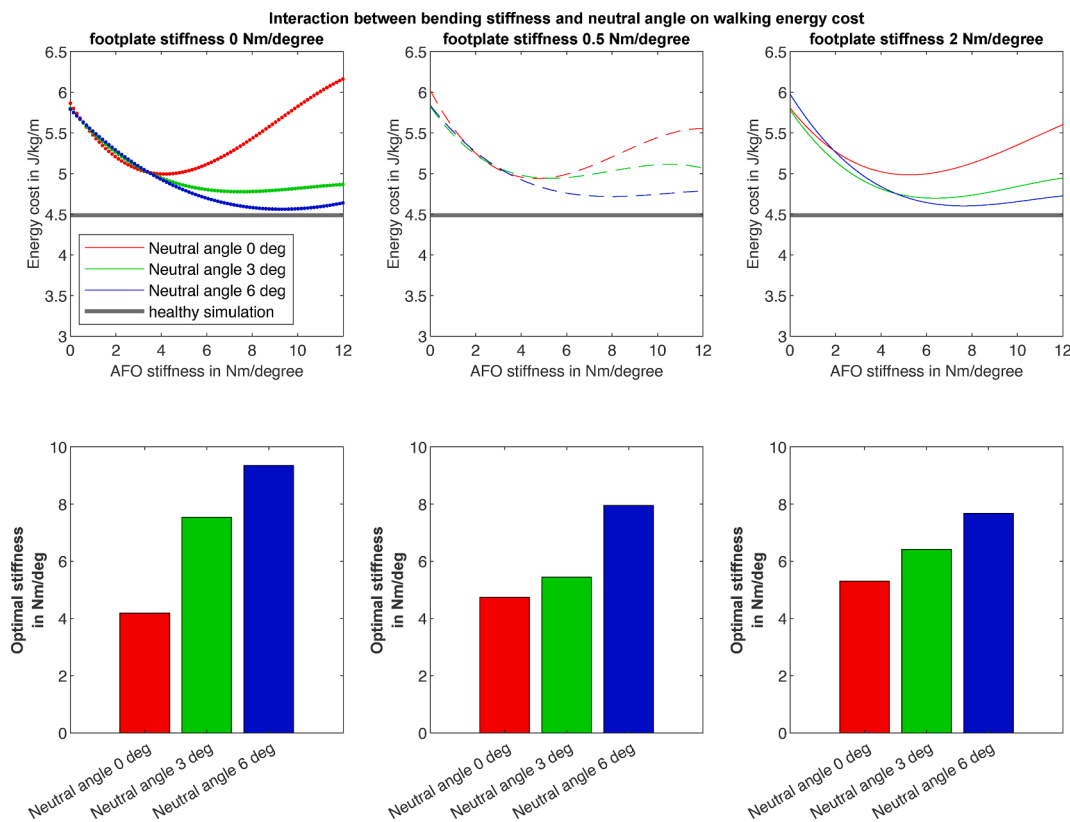 Interaction between bending stiffness and neutral angle on walking energy cost
footplate stiffness 0 Nm/degree
6.5
6
5.5
5
4.5
4
3.5
3
Energy cost in J/kg/m
Neutral angle 0 deg
Neutral angle 3 deg
Neutral angle 6 deg
healthy simulation
0 2 4 6 8 10 12
AFO stiffness in Nm/degree
footplate stiffness 0.5 Nm/degree
6.5
6
5.5
5
4.5
4
3.5
3
Energy cost in J/kg/m
0 2 4 6 8 10 12
AFO stiffness in Nm/degree
footplate stiffness 2 Nm/degree
6.5
6
5.5
5
4.5
4
3.5
3
Energy cost in J/kg/m
0 2 4 6 8 10 12
AFO stiffness in Nm/degree
10
8
6
4
2
0
Optimal stiffness
in Nm/deg
Neutral angle 0 deg
Neutral angle 3 deg
Neutral angle 6 deg
10
8
6
4
2
0
Optimal stiffness
in Nm/deg
Neutral angle 0 deg
Neutral angle 3 deg
Neutral angle 6 deg
10
8
6
4
2
0
Optimal stiffness
in Nm/deg
Neutral angle 0 deg
Neutral angle 3 deg
Neutral angle 6 deg